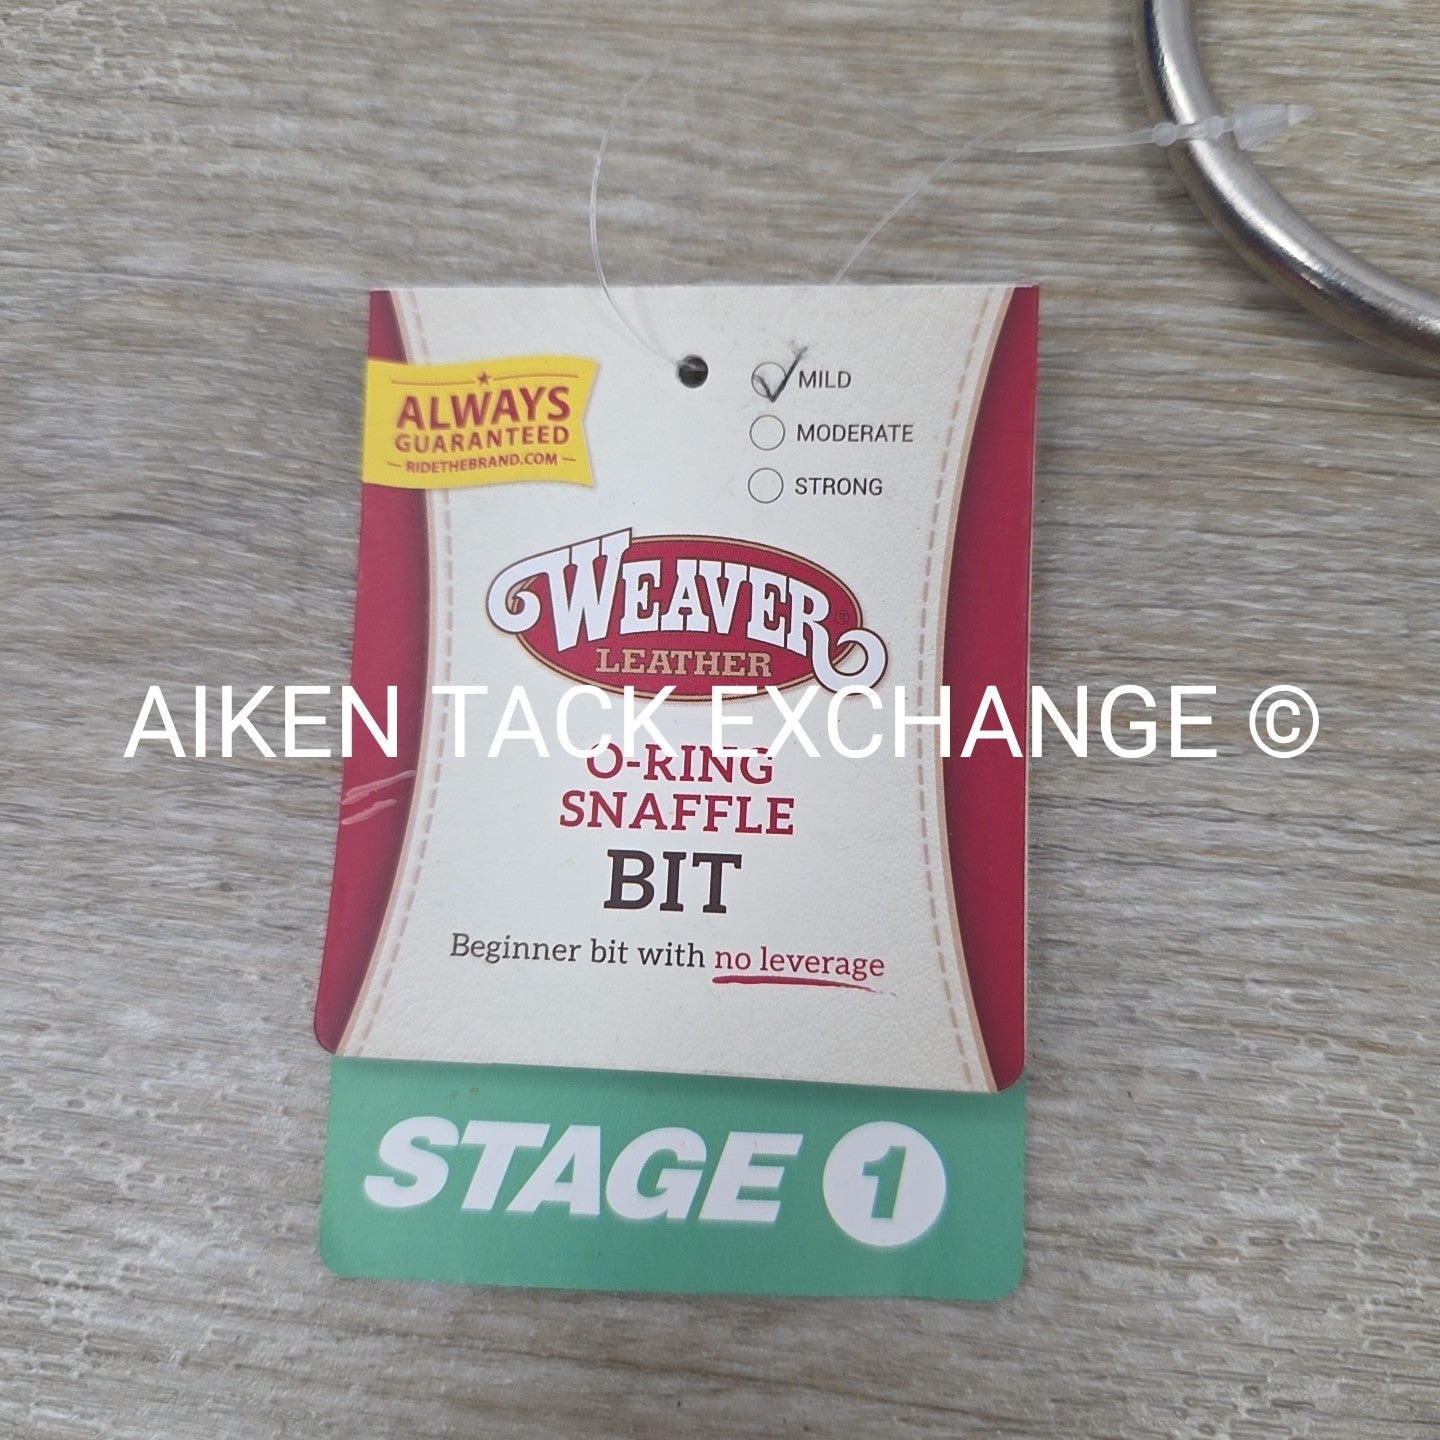 ALWAYS
GUARANTEED
RIDETHEBRAND.COM
MILD
MODERATE
STRONG
WEAVER®
LEATHER
AIKEN TACK EXCHANGE ©
O-RING
SNAFFLE
BIT
Beginner bit with no leverage
STAGE 1